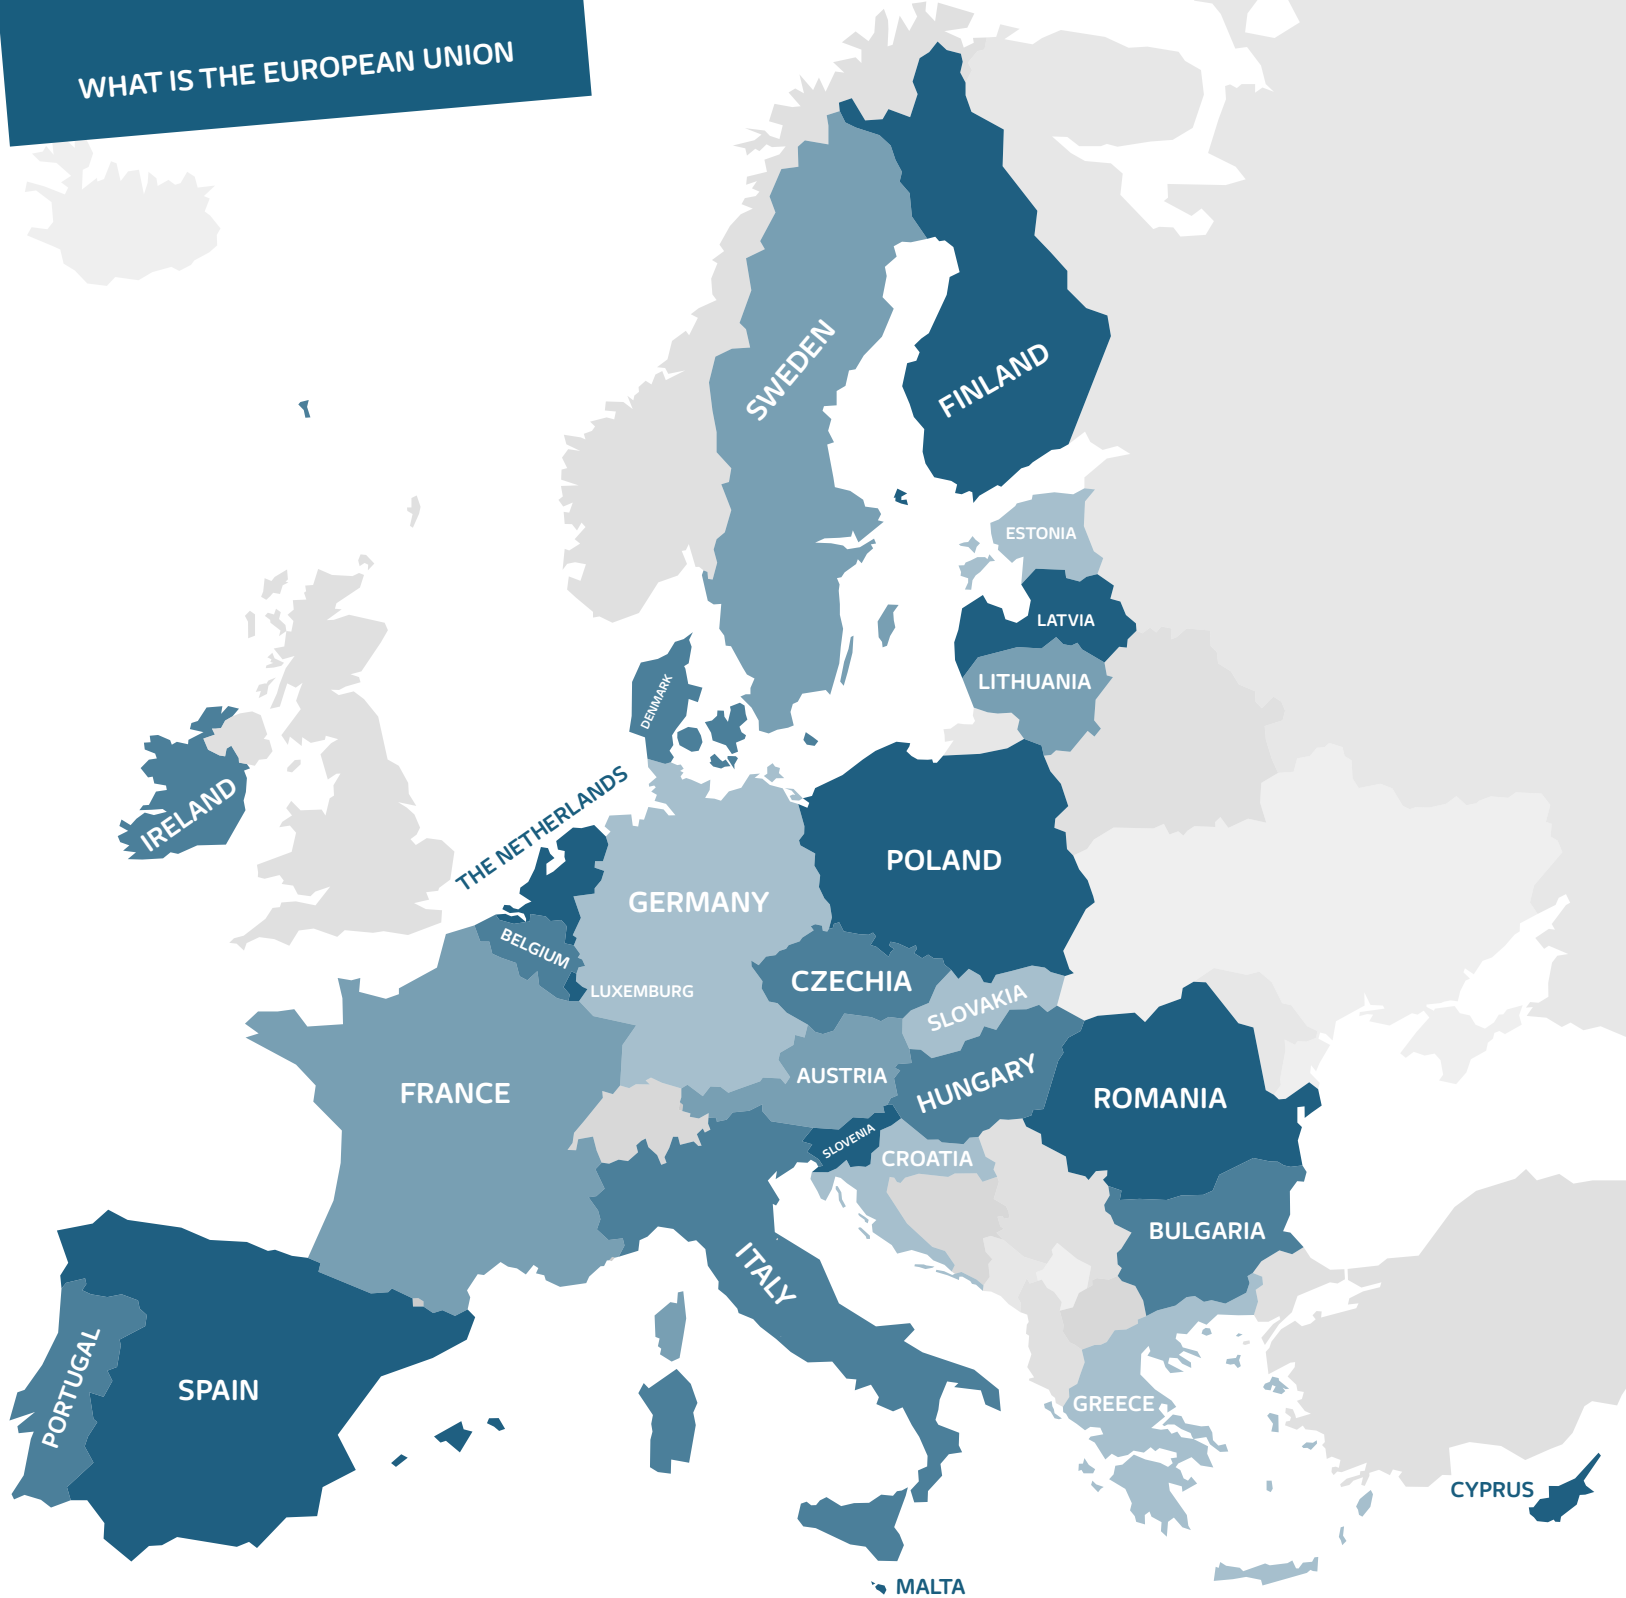 WHAT IS THE EUROPEAN UNION
SWEDEN
FINLAND
ESTONIA
LATVIA
LITHUANIA
DENMARK
IRELAND
THE NETHERLANDS
POLAND
GERMANY
BELGIUM
CZECHIA
LUXEMBURG
SLOVAKIA
AUSTRIA
HUNGARY
FRANCE
ROMANIA
SLOVENIA
CROATIA
BULGARIA
ITALY
PORTUGAL
SPAIN
GREECE
CYPRUS
MALTA